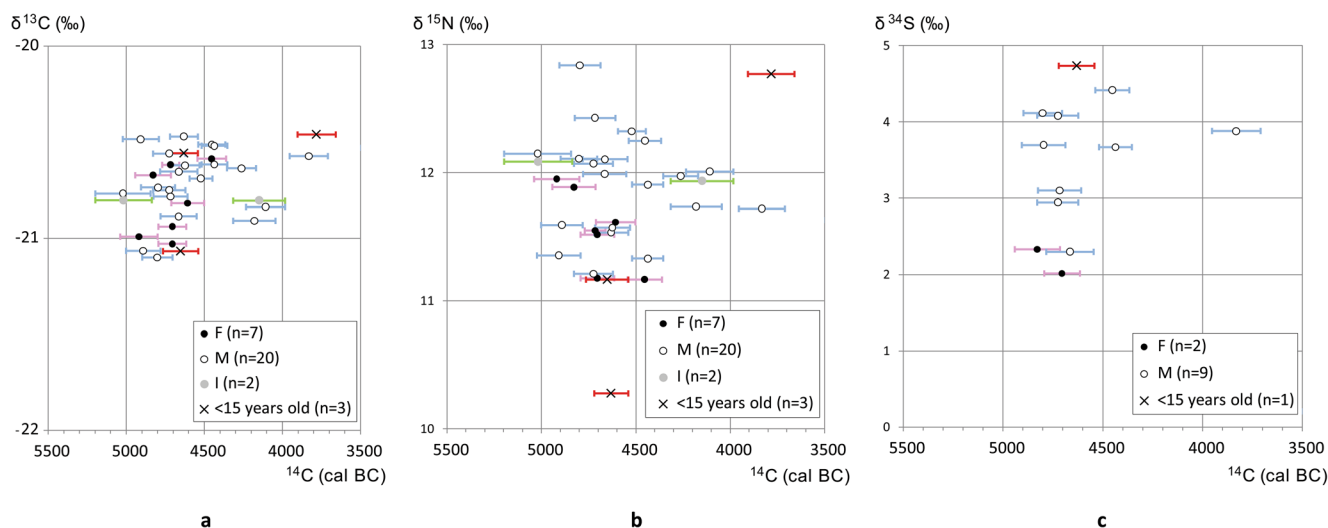 δ¹³C (‰)
-20
-21
-22
5500 5000 4500 4000 3500
¹⁴C (cal BC)
F (n=7)
M (n=20)
I (n=2)
<15 years old (n=3)
a
δ ¹⁵N (‰)
13
12
11
10
5500 5000 4500 4000 3500
¹⁴C (cal BC)
F (n=7)
M (n=20)
I (n=2)
<15 years old (n=3)
b
δ ³⁴S (‰)
5
4
3
2
1
0
5500 5000 4500 4000 3500
¹⁴C (cal BC)
F (n=2)
M (n=9)
<15 years old (n=1)
c